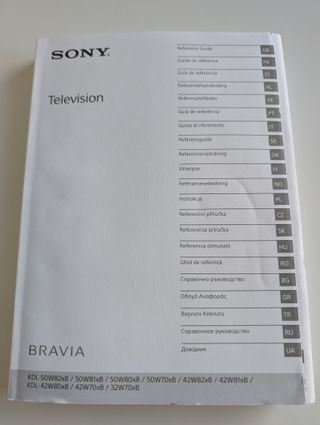 SONY
Television
Reference Guide GB
Guide de référence FR
Guía de referencia ES
Referentiehandleiding NL
Referenzleitfaden DE
Guia de referência PT
Guida di riferimento IT
Referensguide SE
Referencevejledning DK
Viiteopas FI
Referanseveiledning NO
Instrukcja PL
Referenční příručka CZ
Referenčná príručka SK
Referencia útmutató HU
Ghid de referință RO
Справочно ръководство BG
Οδηγό Αναφοράς GR
Başvuru Kılavuzu TR
Справочное руководство RU
Довідник UA
BRAVIA
KDL-50W82xB / 50W81xB / 50W80xB / 50W70xB / 42W82xB / 42W81xB /
KDL-42W80xB / 42W70xB / 32W70xB